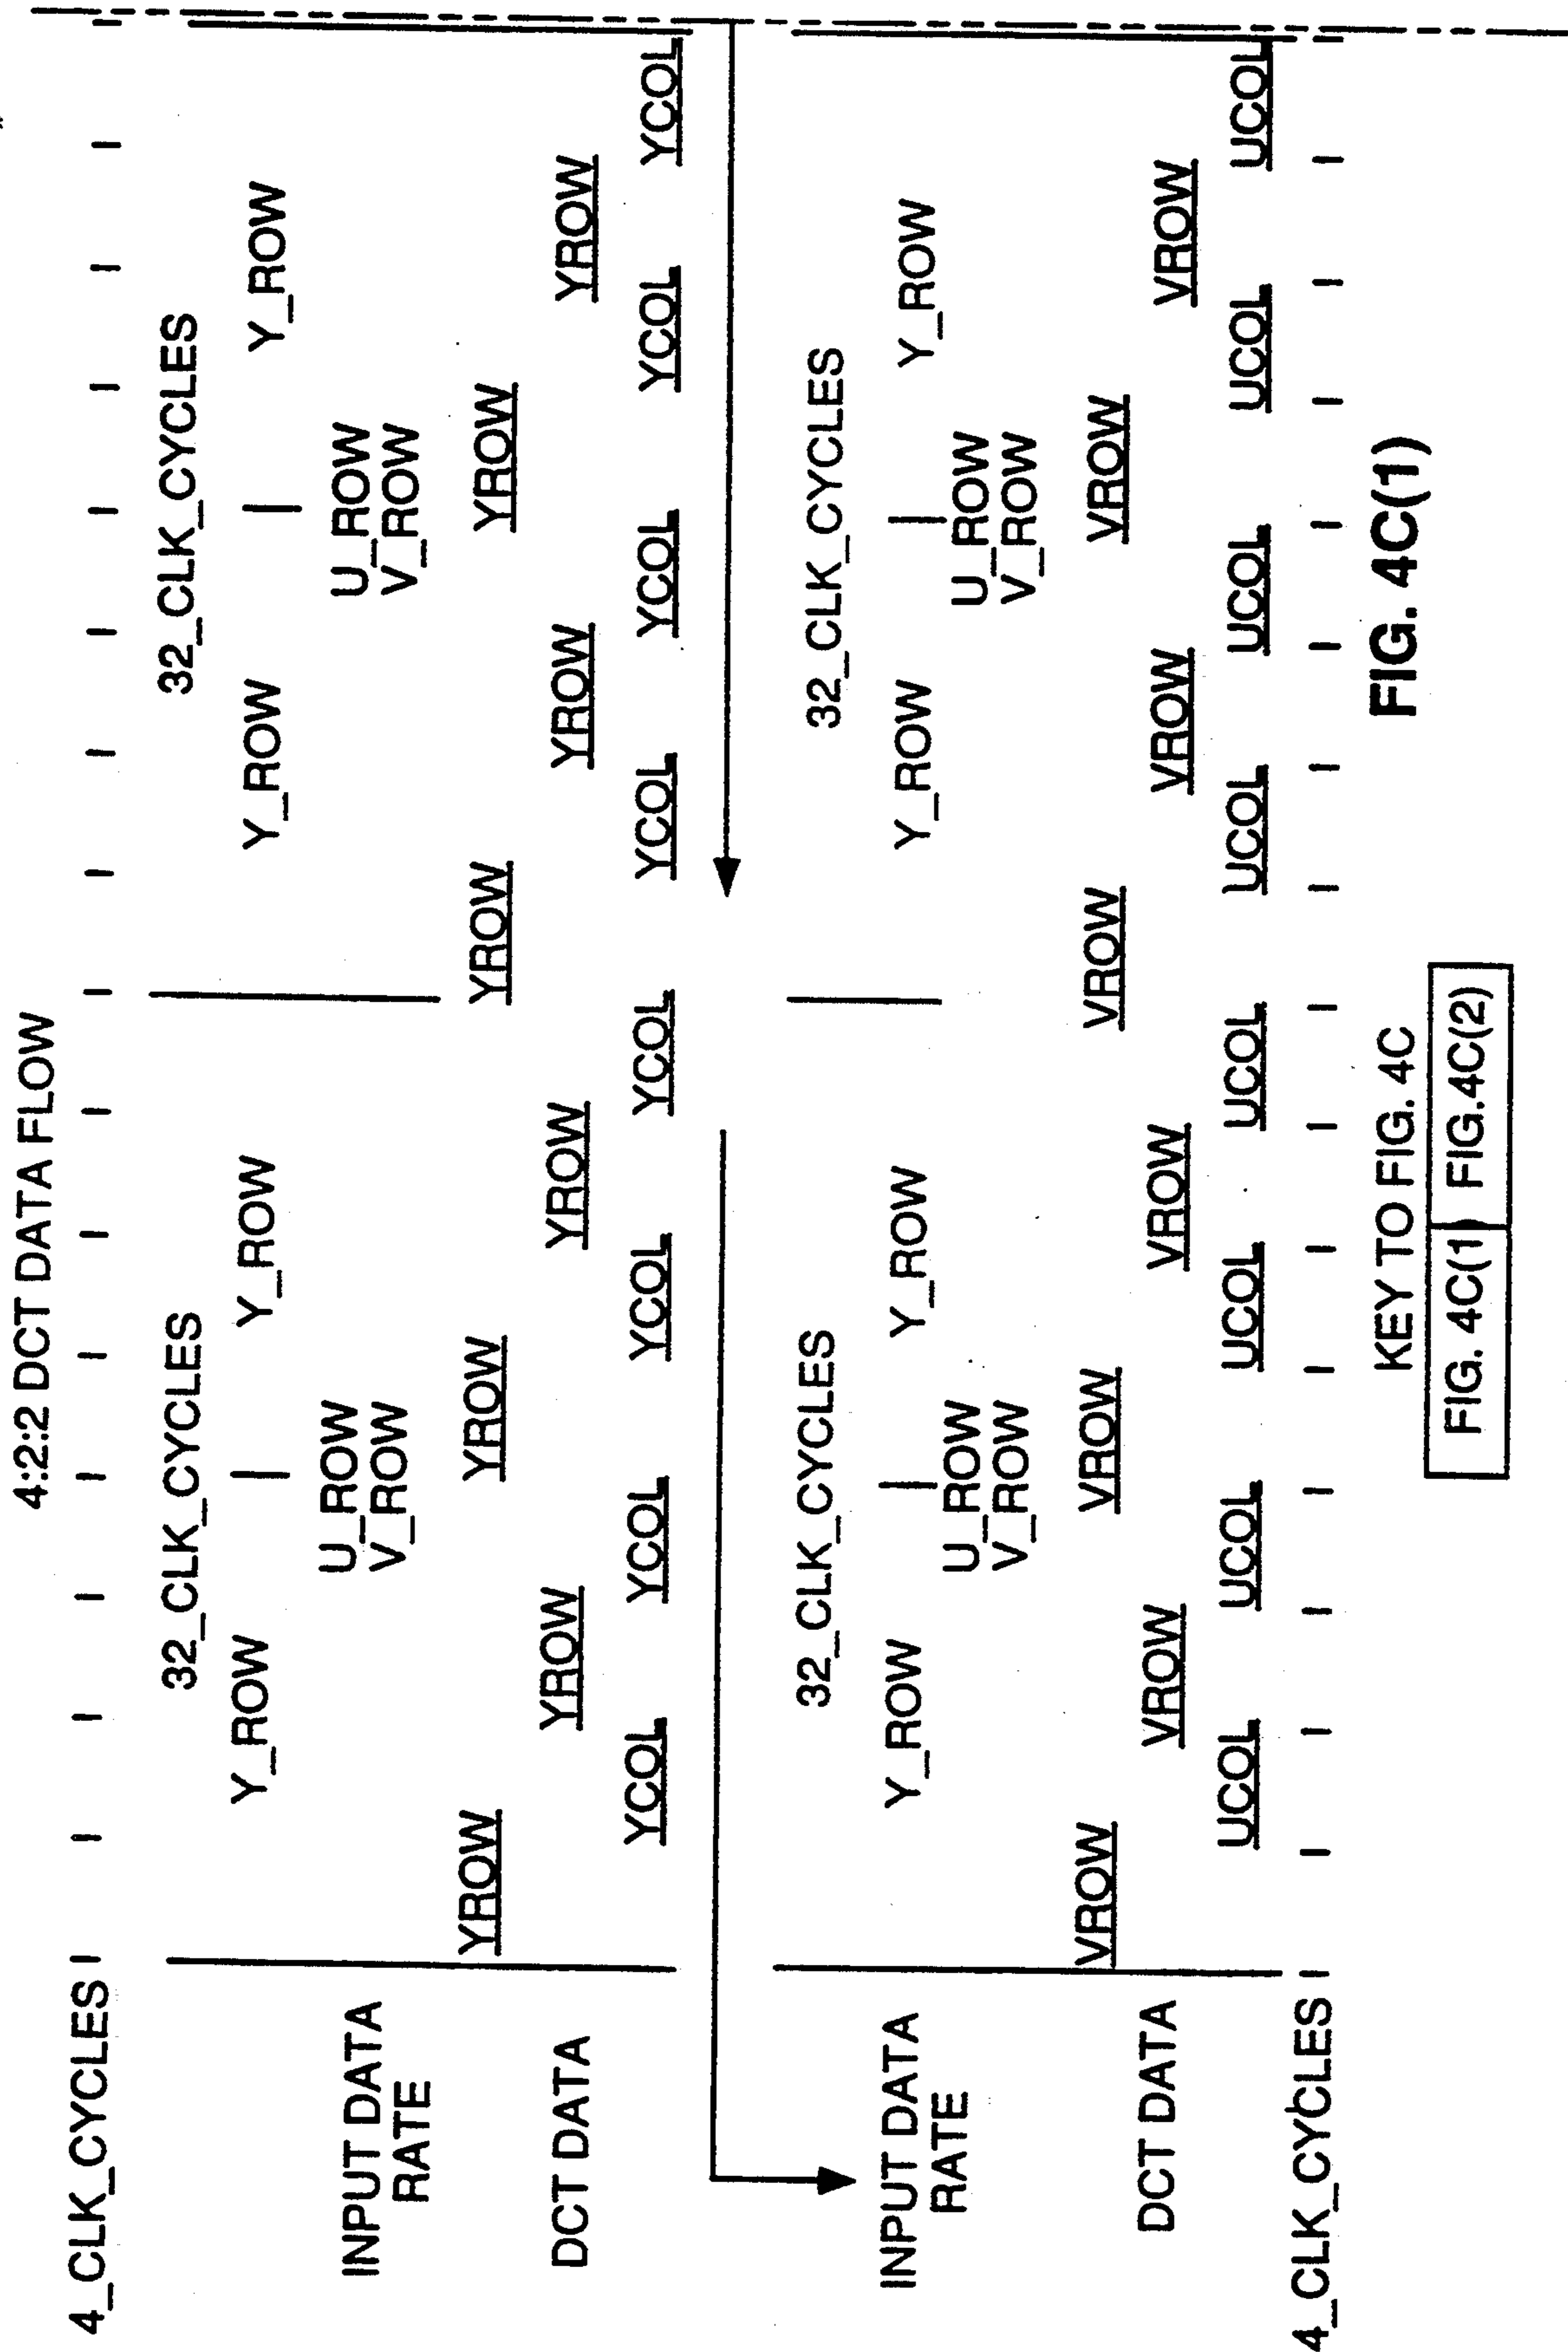 4:2:2 DCT DATA FLOW
4_CLK_CYCLES
32_CLK_CYCLES 32_CLK_CYCLES
Y_ROW Y_ROW Y_ROW Y_ROW
INPUT DATA U_ROW U_ROW
RATE V_ROW V_ROW
YROW YROW YROW YROW
DCT DATA YROW YROW YROW YROW
YCOL YCOL YCOL YCOL YCOL YCOL YCOL YCOL
32_CLK_CYCLES 32_CLK_CYCLES
Y_ROW Y_ROW Y_ROW Y_ROW
INPUT DATA U_ROW U_ROW
RATE V_ROW V_ROW
VROW VROW VROW VROW
DCT DATA VROW VROW VROW VROW
UCOL UCOL UCOL UCOL UCOL UCOL UCOL UCOL
4_CLK_CYCLES
KEY TO FIG. 4C
FIG. 4C(1) FIG.4C(2)
FIG. 4C(1)